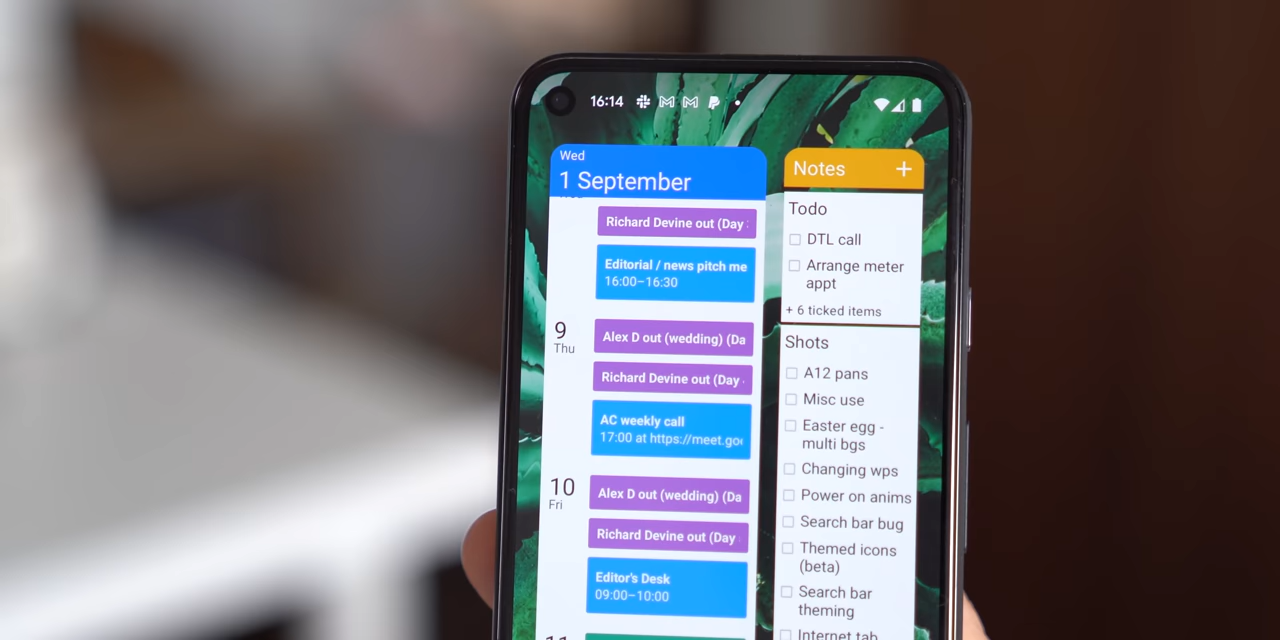 16:14
Wed
1 September
Richard Devine out (Day
Editorial / news pitch me
16:00–16:30
9
Thu
Alex D out (wedding) (Da
Richard Devine out (Day
AC weekly call
17:00 at https://meet.goo
10
Fri
Alex D out (wedding) (Da
Richard Devine out (Day
Editor's Desk
09:00–10:00
11
Notes +
Todo
DTL call
Arrange meter
appt
+ 6 ticked items
Shots
A12 pans
Misc use
Easter egg -
multi bgs
Changing wps
Power on anims
Search bar bug
Themed icons
(beta)
Search bar
theming
Internet tab